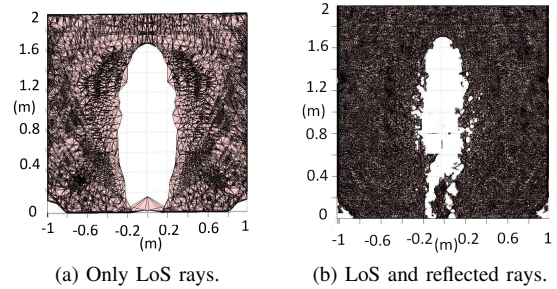 2
1.6
1.2
(m)
0.8
0.4
0
-1 -0.6 -0.2 0.2 0.6 1
(m)
2
1.6
1.2
(m)
0.8
0.4
0
-1 -0.6 -0.2(m)0.2 0.6 1
(a) Only LoS rays.
(b) LoS and reflected rays.